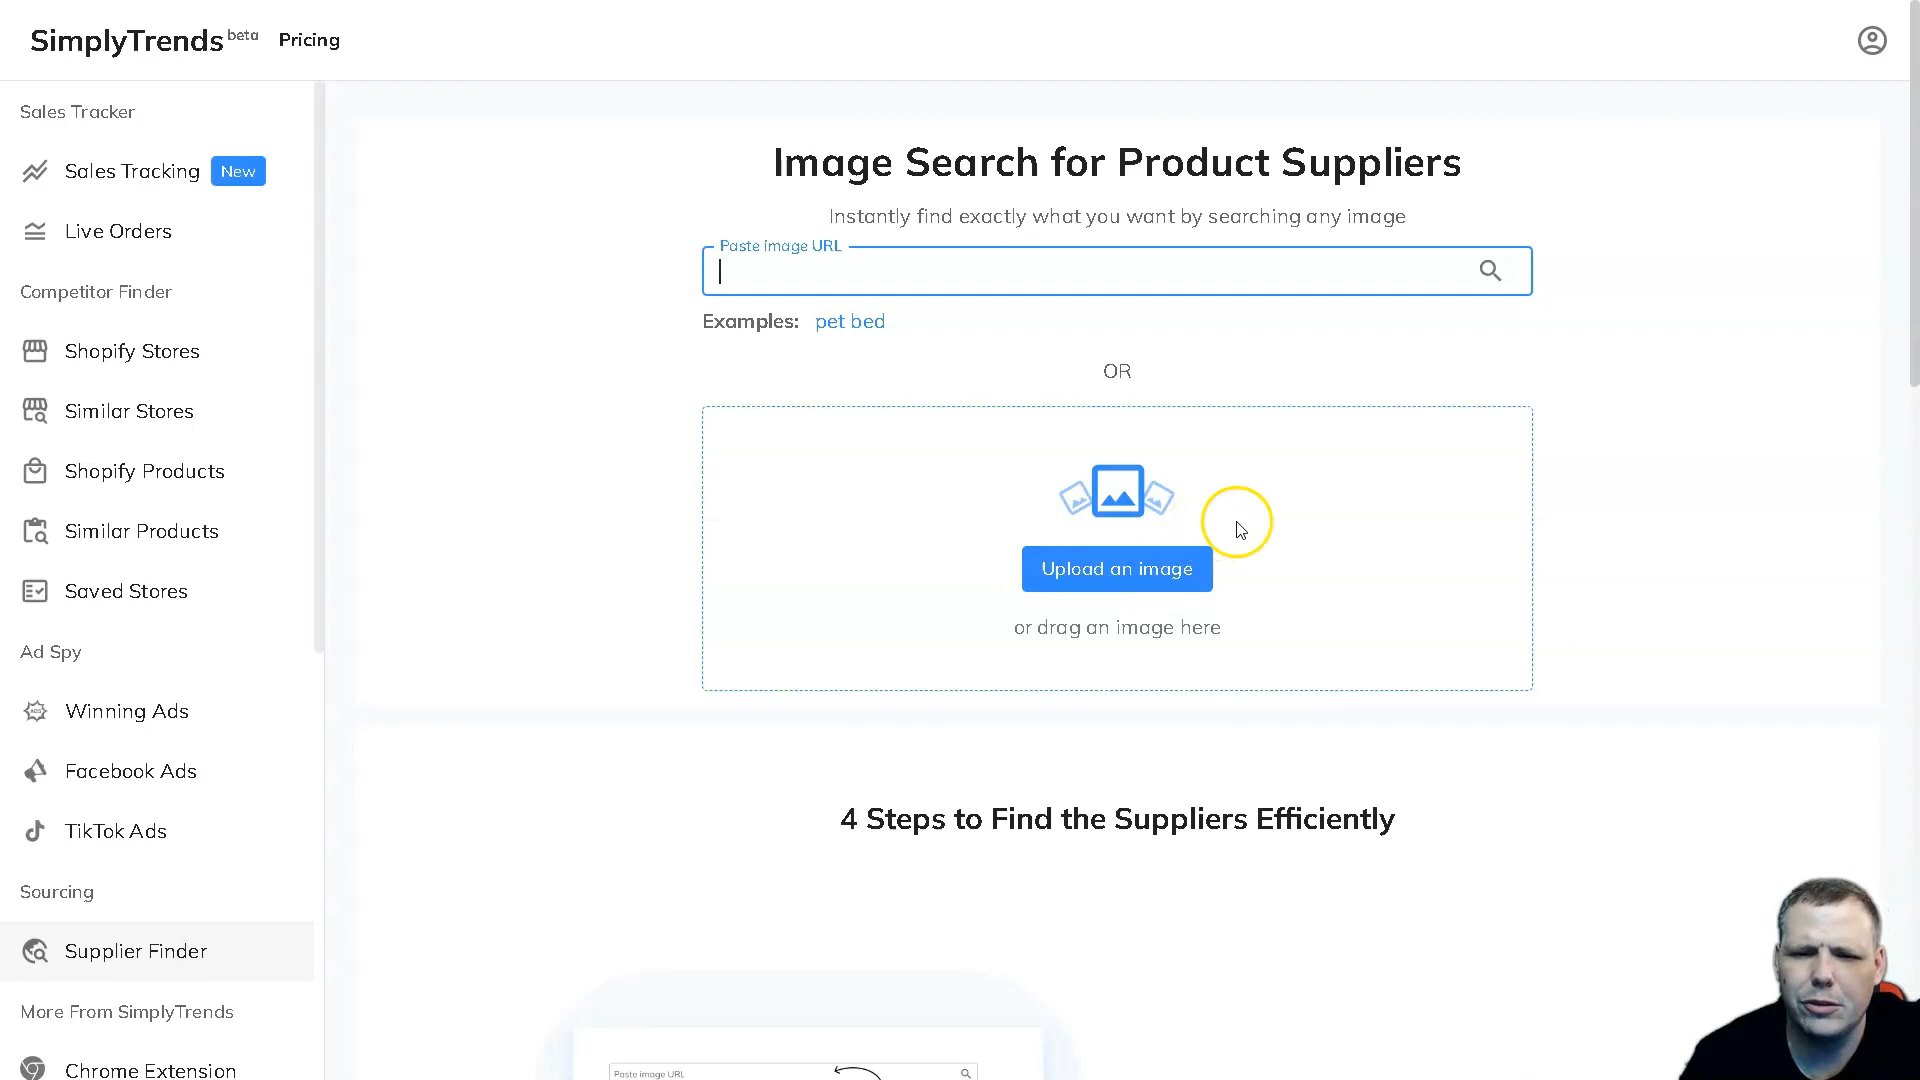 SimplyTrends beta
Pricing
Sales Tracker
Sales Tracking New
Live Orders
Competitor Finder
Shopify Stores
Similar Stores
Shopify Products
Similar Products
Saved Stores
Ad Spy
Winning Ads
Facebook Ads
TikTok Ads
Sourcing
Supplier Finder
More From SimplyTrends
Chrome Extension
Image Search for Product Suppliers
Instantly find exactly what you want by searching any image
Paste image URL
Examples: pet bed
OR
Upload an image
or drag an image here
4 Steps to Find the Suppliers Efficiently
Paste image URL